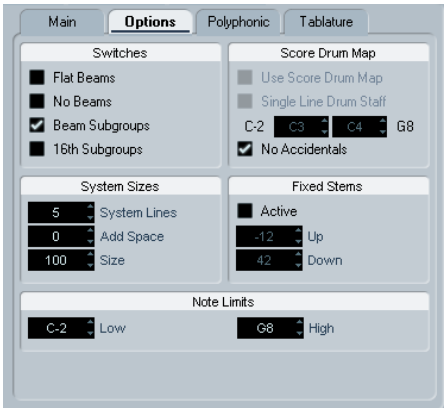 Main Options Polyphonic Tablature
Switches
Flat Beams
No Beams
Beam Subgroups
16th Subgroups
Score Drum Map
Use Score Drum Map
Single Line Drum Staff
C-2 C3 C4 G8
No Accidentals
System Sizes
5 System Lines
0 Add Space
100 Size
Fixed Stems
Active
-12 Up
42 Down
Note Limits
C-2 Low G8 High